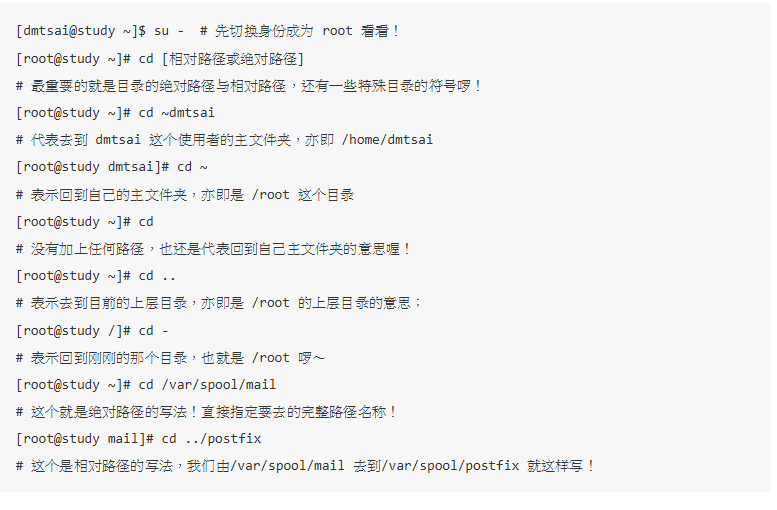 [dmtsai@study ~]$ su -  # 先切换身份成为 root 看看！
[root@study ~]# cd [相对路径或绝对路径]
# 最重要的就是目录的绝对路径与相对路径，还有一些特殊目录的符号啰！
[root@study ~]# cd ~dmtsai
# 代表去到 dmtsai 这个使用者的主文件夹，亦即 /home/dmtsai
[root@study dmtsai]# cd ~
# 表示回到自己的主文件夹，亦即是 /root 这个目录
[root@study ~]# cd
# 没有加上任何路径，也还是代表回到自己主文件夹的意思喔！
[root@study ~]# cd ..
# 表示去到目前的上层目录，亦即是 /root 的上层目录的意思；
[root@study /]# cd -
# 表示回到刚刚的那个目录，也就是 /root 啰～
[root@study ~]# cd /var/spool/mail
# 这个就是绝对路径的写法！直接指定要去的完整路径名称！
[root@study mail]# cd ../postfix
# 这个是相对路径的写法，我们由/var/spool/mail 去到/var/spool/postfix 就这样写！